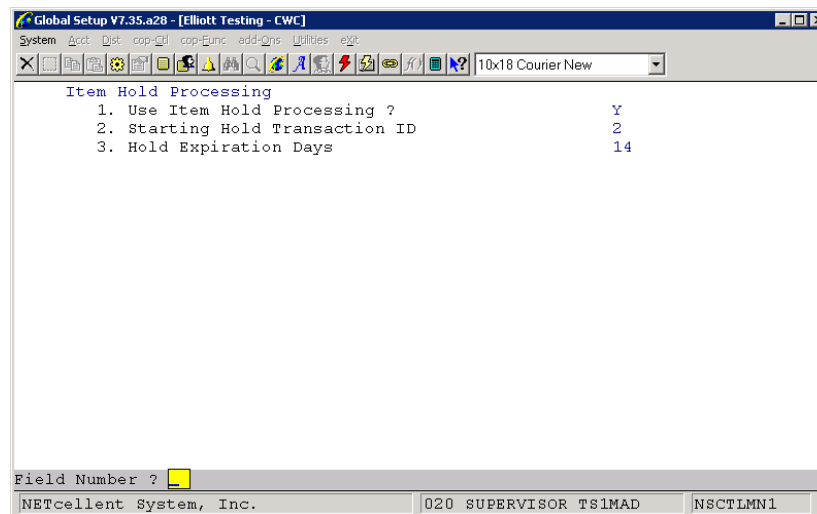 Global Setup V7.35.a28 - [Elliott Testing - CWC]
System Acct Dist cop-Ctl cop-Func add-Ons Utilities eXit
10x18 Courier New
Item Hold Processing
1. Use Item Hold Processing ? Y
2. Starting Hold Transaction ID 2
3. Hold Expiration Days 14
Field Number ?
NETcellent System, Inc. 020 SUPERVISOR TS1MAD NSCTLMN1